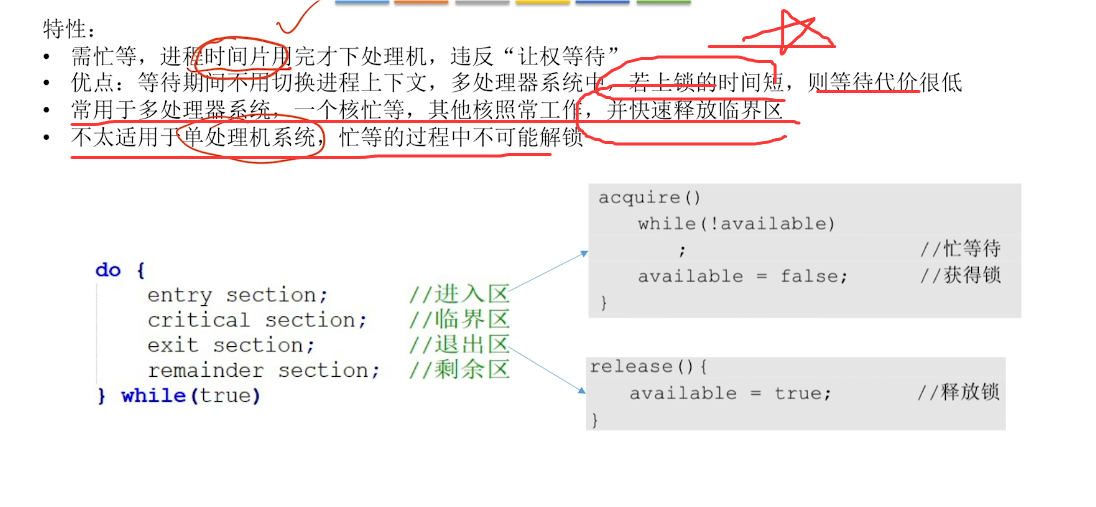 特性：
• 需忙等，进程时间片用完才下处理机，违反“让权等待”
• 优点：等待期间不用切换进程上下文，多处理器系统中，若上锁的时间短，则等待代价很低
• 常用于多处理器系统，一个核忙等，其他核照常工作，并快速释放临界区
• 不太适用于单处理机系统，忙等的过程中不可能解锁
do {
entry section; //进入区
critical section; //临界区
exit section; //退出区
remainder section; //剩余区
} while(true)
acquire()
while(!available)
; //忙等待
available = false; //获得锁
}
release(){
available = true; //释放锁
}